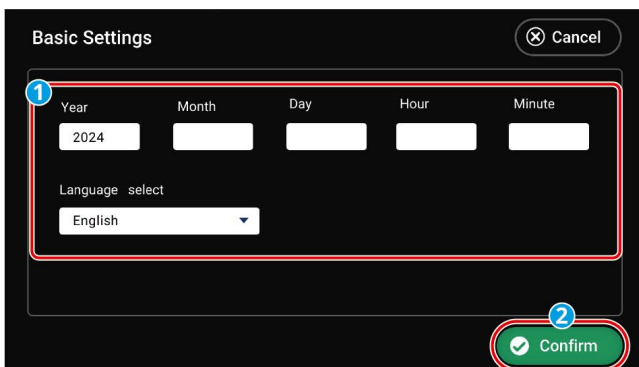 Basic Settings
Cancel
1
Year Month Day Hour Minute
2024
Language select
English
2
Confirm